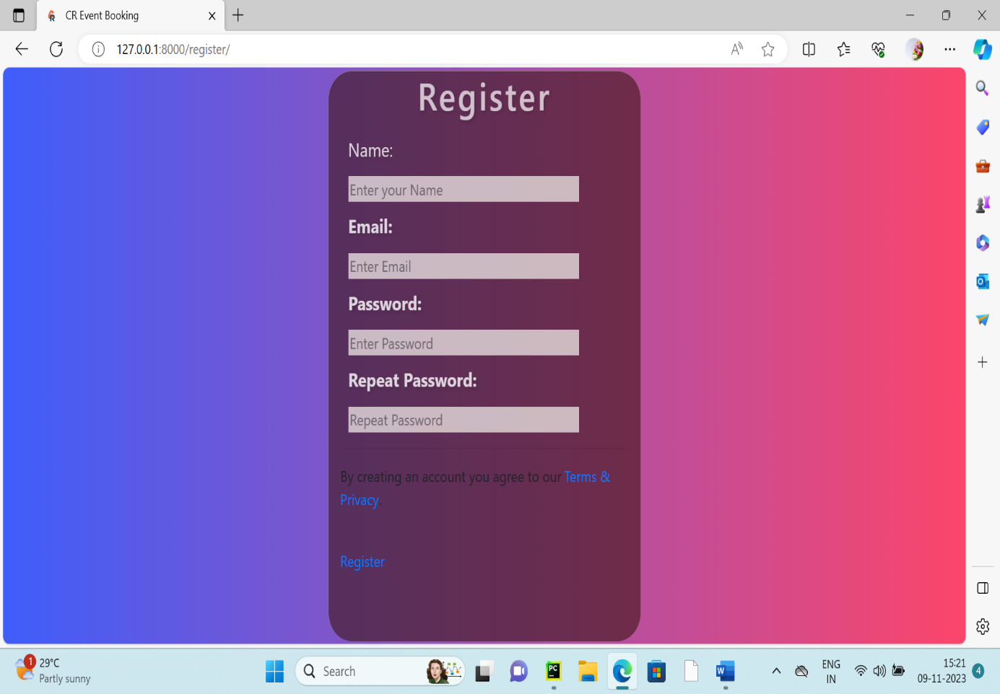 CR Event Booking
127.0.0.1:8000/register/
Register
Name:
Enter your Name
Email:
Enter Email
Password:
Enter Password
Repeat Password:
Repeat Password
By creating an account you agree to our Terms &
Privacy.
Register
1
29°C
Partly sunny
Search
PC
W
ENG
IN
15:21
09-11-2023
4